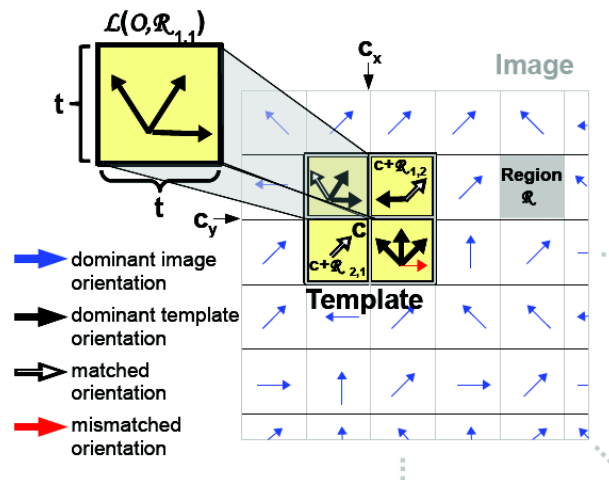 ℒ(O,ℛ1,1)
cx
Image
t
c+ℛ1,2
Region
ℛ
t
cy
c
c+ℛ2,1
dominant image
orientation
Template
dominant template
orientation
matched
orientation
mismatched
orientation